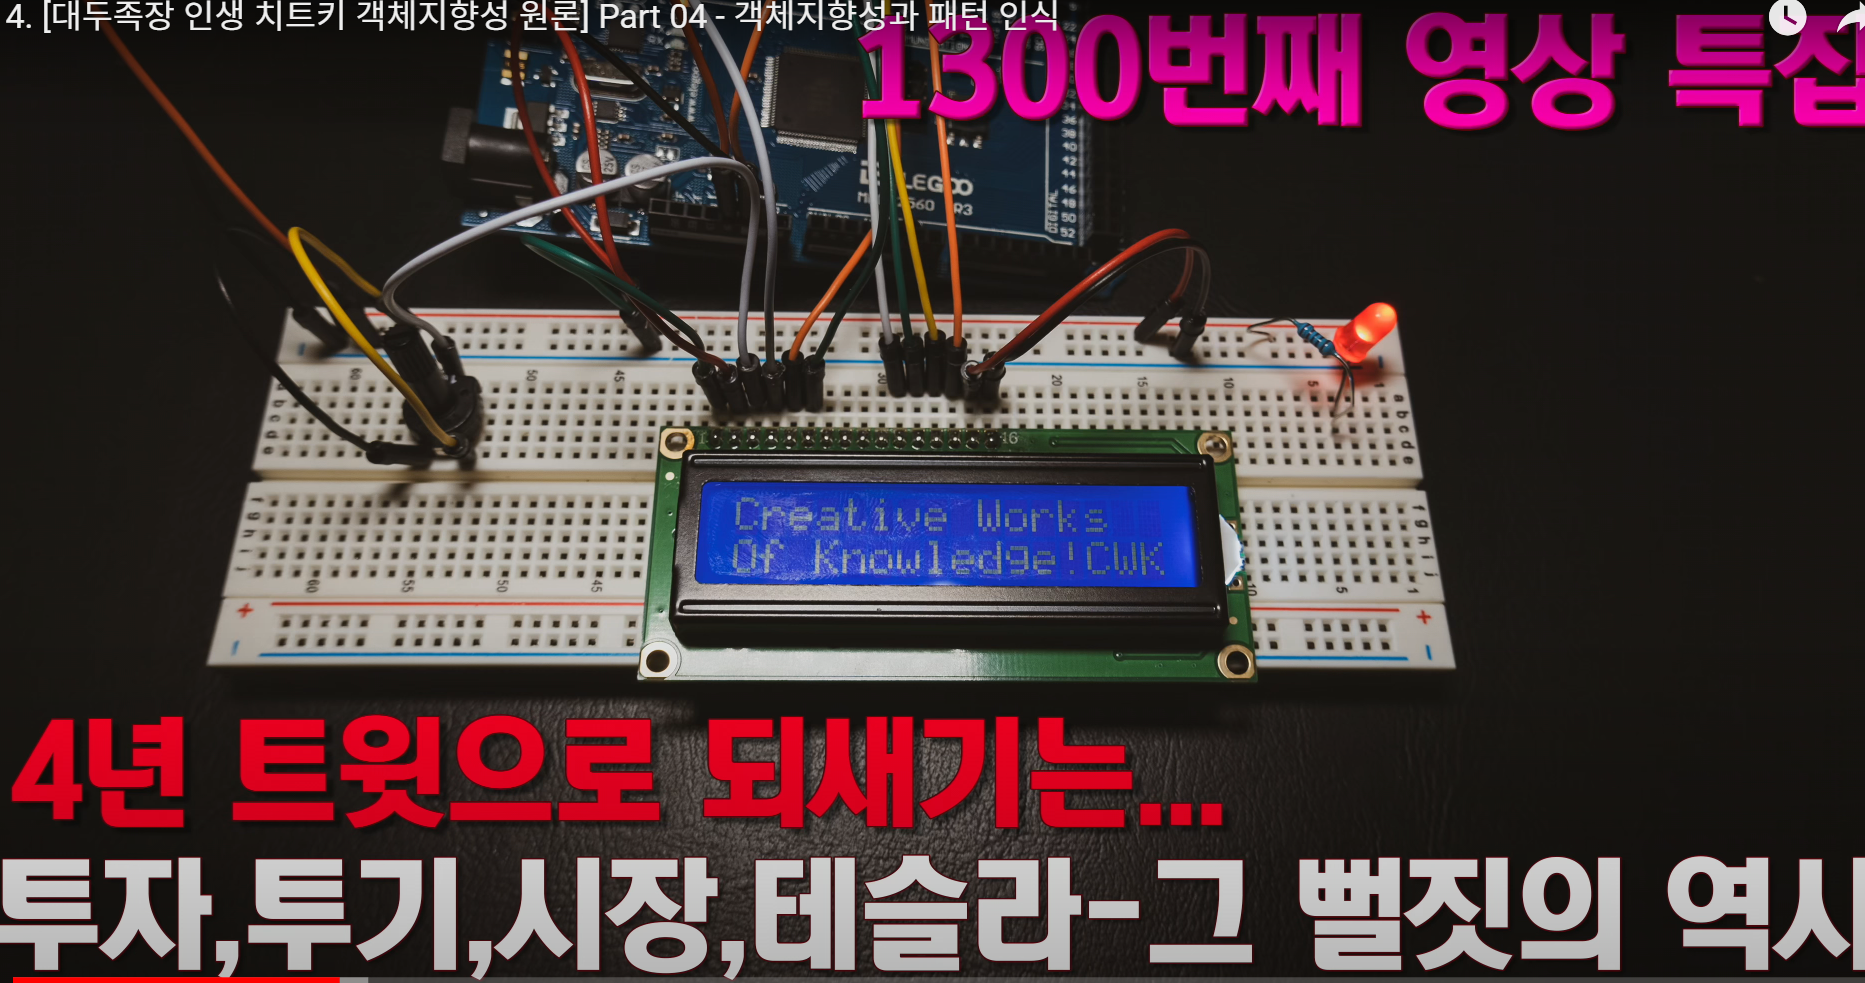 4. [대두족장 인생 치트키 객체지향성 원론] Part 04 - 객체지향성과 패턴 인식
1300번째 영상 특집
ELEGOO
R3
DIGITAL
Creative Works
Of Knowledge!CWK
4년 트윗으로 되새기는...
투자,투기,시장,테슬라-그 뻘짓의 역사